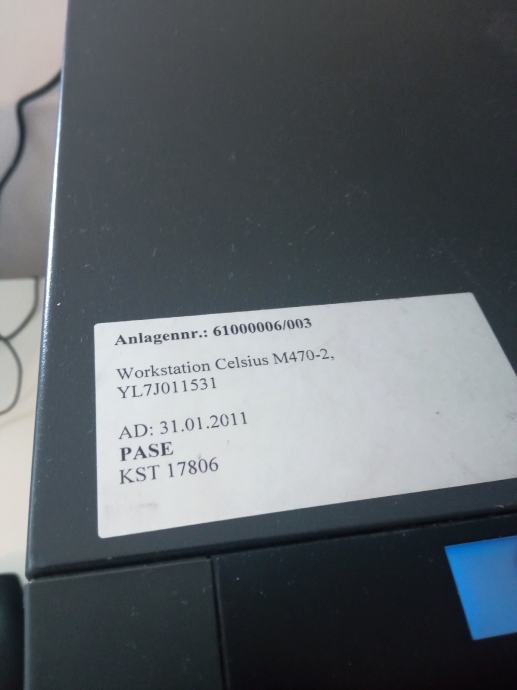 Anlagennr.: 61000006/003
Workstation Celsius M470-2,
YL7J011531
AD: 31.01.2011
PASE
KST 17806